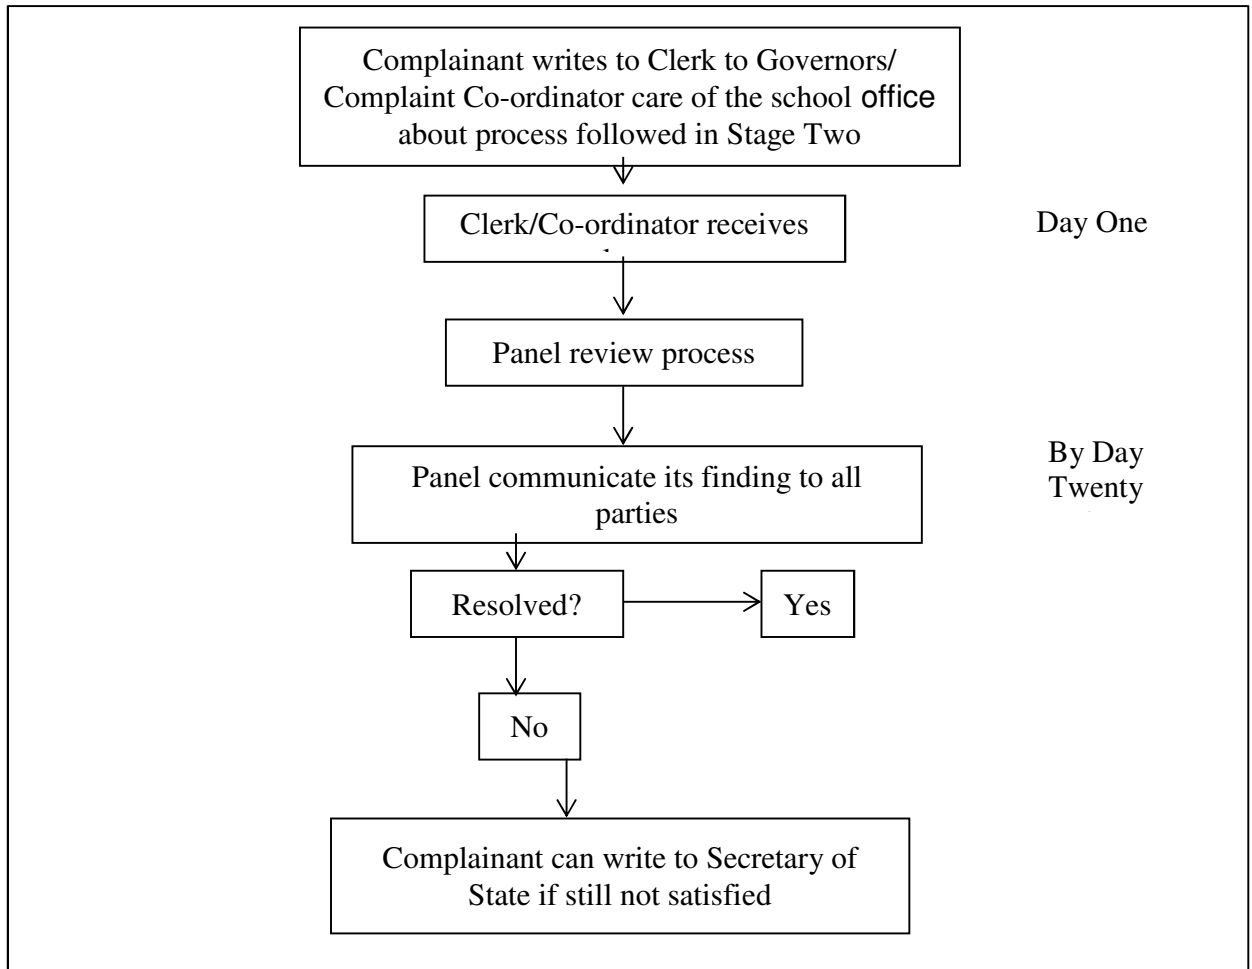 Complainant writes to Clerk to Governors/
Complaint Co-ordinator care of the school office
about process followed in Stage Two
Clerk/Co-ordinator receives
Day One
Panel review process
Panel communicate its finding to all
parties
By Day
Twenty
Resolved?
Yes
No
Complainant can write to Secretary of
State if still not satisfied